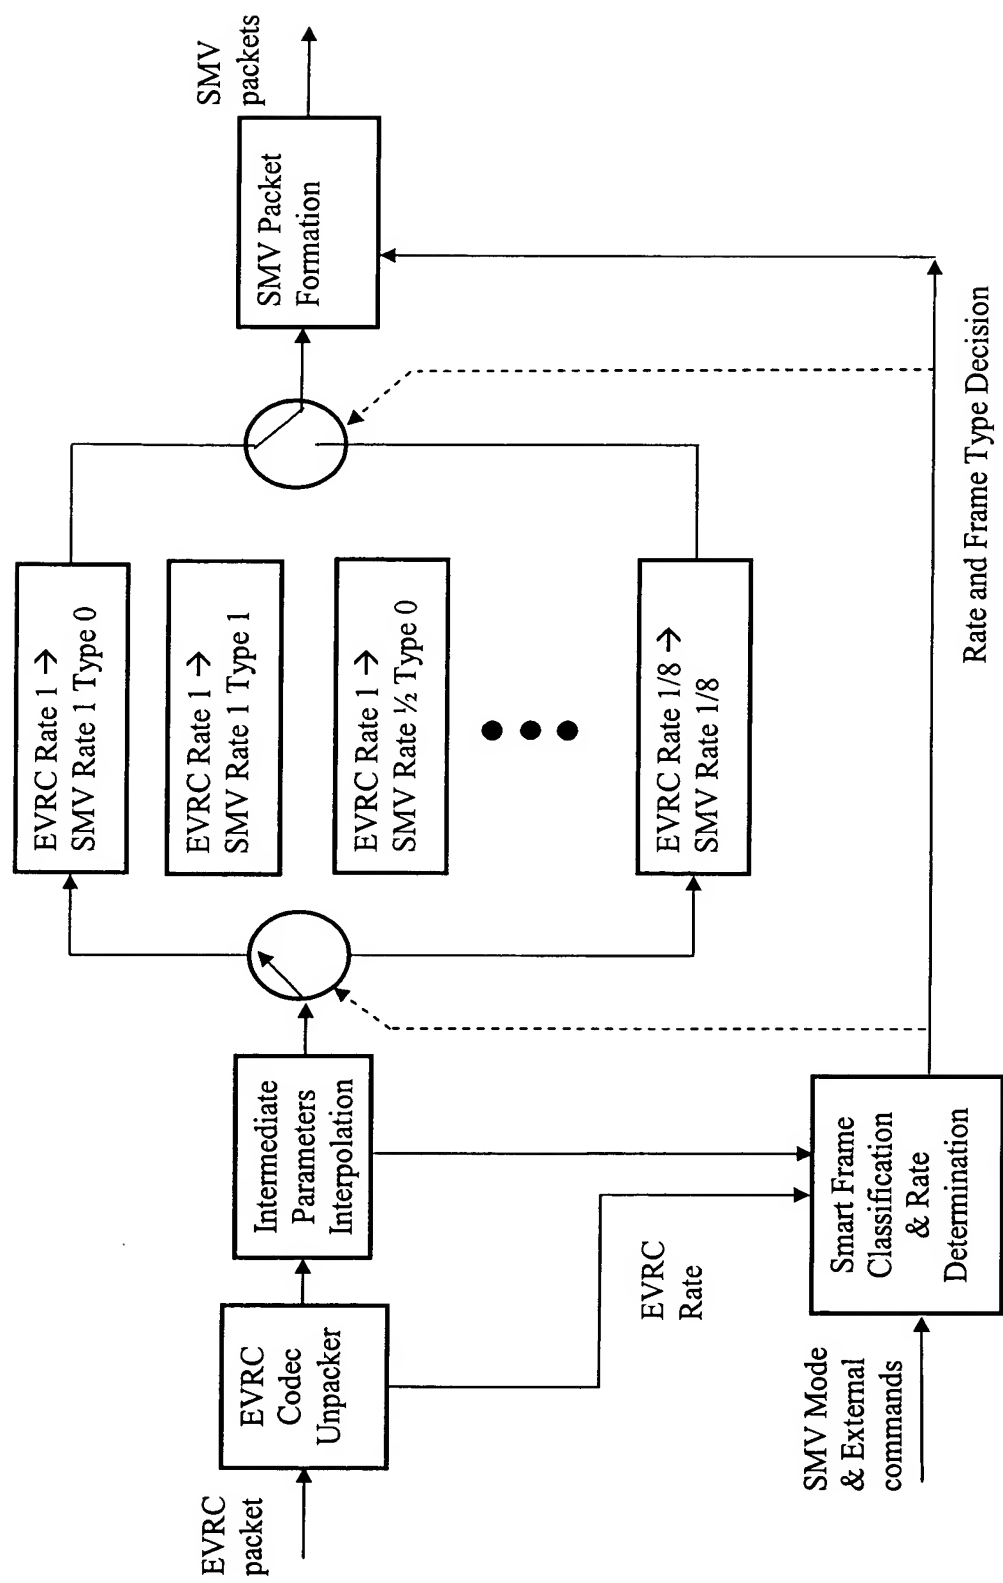 EVRC
packet
EVRC
Codec
Unpacker
Intermediate
Parameters
Interpolation
EVRC Rate 1 →
SMV Rate 1 Type 0
EVRC Rate 1 →
SMV Rate 1 Type 1
EVRC Rate 1 →
SMV Rate ½ Type 0
EVRC Rate 1/8 →
SMV Rate 1/8
SMV Packet
Formation
SMV
packets
EVRC
Rate
SMV Mode
& External
commands
Smart Frame
Classification
& Rate
Determination
Rate and Frame Type Decision